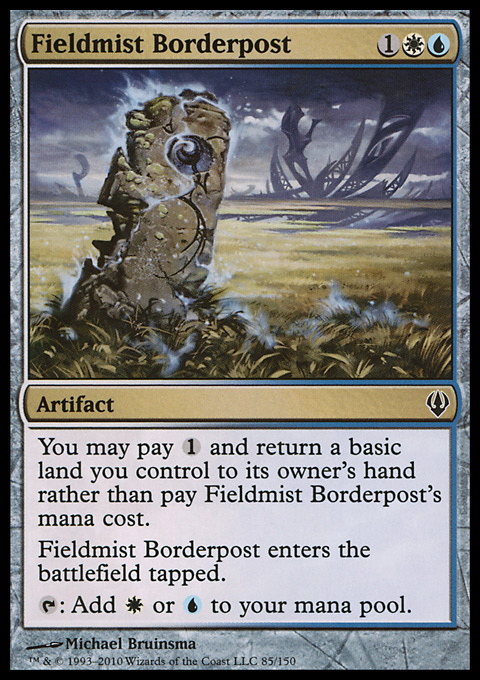 Fieldmist Borderpost 1
Artifact
You may pay 1 and return a basic
land you control to its owner's hand
rather than pay Fieldmist Borderpost's
mana cost.
Fieldmist Borderpost enters the
battlefield tapped.
: Add or to your mana pool.
Michael Bruinsma
™ & © 1993–2010 Wizards of the Coast LLC 85/150